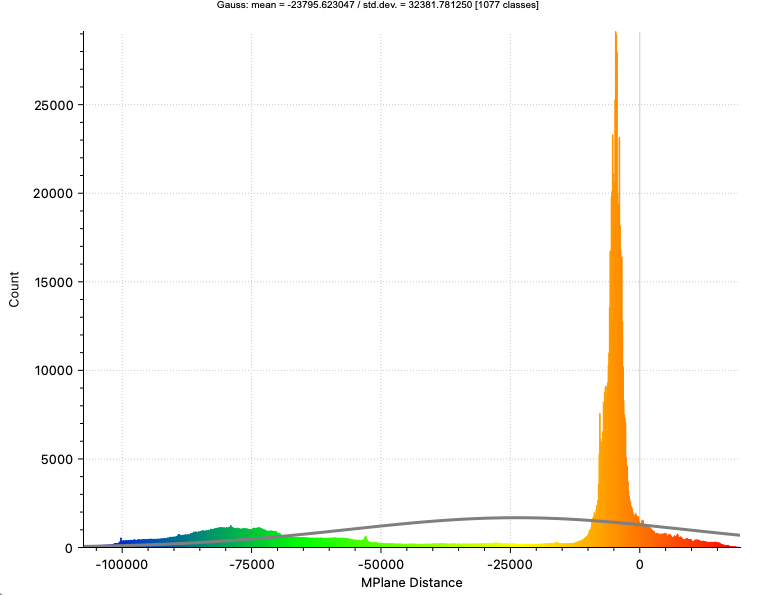 Gauss: mean = -23795.623047 / std.dev. = 32381.781250 [1077 classes]
25000
20000
15000
10000
5000
0
Count
-100000 -75000 -50000 -25000 0
MPlane Distance